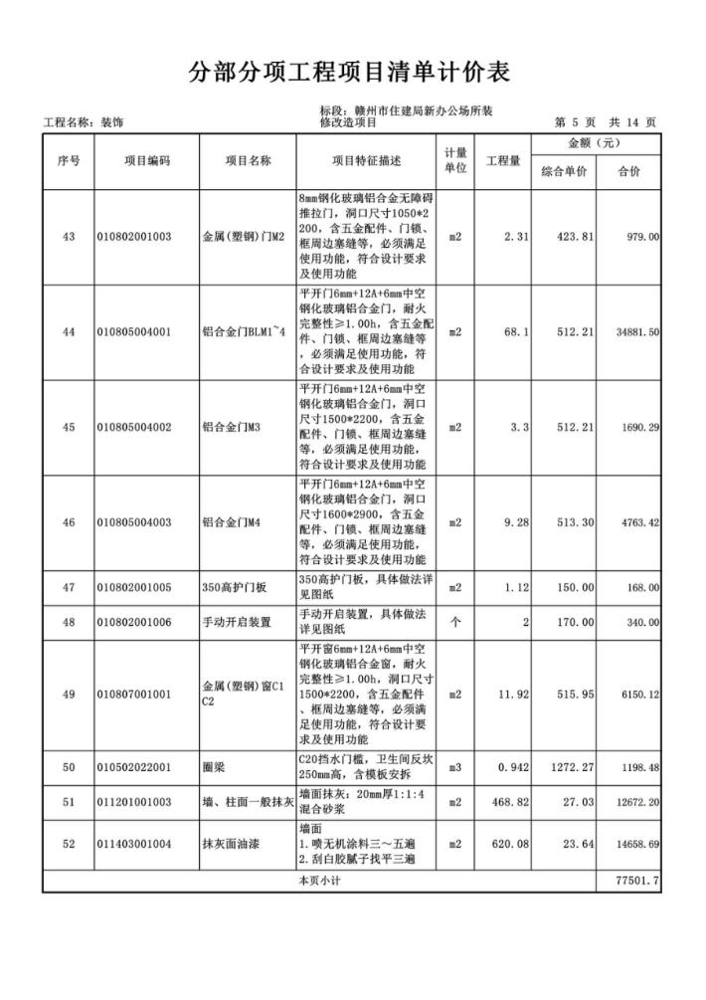 分部分项工程项目清单计价表
标段：赣州市住建局新办公场所装
工程名称：装饰 修改造项目 第 5 页 共 14 页
序号 项目编码 项目名称 项目特征描述 计量单位 工程量 金额（元）
综合单价 合价
8mm钢化玻璃铝合金无障碍
推拉门，洞口尺寸1050*2
200，含五金配件、门锁、
43 010802001003 金属(塑钢)门M2 框周边塞缝等，必须满足 m2 2.31 423.81 979.00
使用功能，符合设计要求
及使用功能
平开门6mm+12A+6mm中空
钢化玻璃铝合金门，耐火
完整性≥1.00h，含五金配
44 010805004001 铝合金门BLM1~4 件、门锁、框周边塞缝等 m2 68.1 512.21 34881.50
，必须满足使用功能，符
合设计要求及使用功能
平开门6mm+12A+6mm中空
钢化玻璃铝合金门，洞口
尺寸1500*2200，含五金
45 010805004002 铝合金门M3 配件、门锁、框周边塞缝 m2 3.3 512.21 1690.29
等，必须满足使用功能，
符合设计要求及使用功能
平开门6mm+12A+6mm中空
钢化玻璃铝合金门，洞口
尺寸1600*2900，含五金
46 010805004003 铝合金门M4 配件、门锁、框周边塞缝 m2 9.28 513.30 4763.42
等，必须满足使用功能，
符合设计要求及使用功能
47 010802001005 350高护门板 350高护门板，具体做法详 m2 1.12 150.00 168.00
见图纸
48 010802001006 手动开启装置 手动开启装置，具体做法 个 2 170.00 340.00
详见图纸
平开窗6mm+12A+6mm中空
钢化玻璃铝合金窗，耐火
完整性≥1.00h，洞口尺寸
49 010807001001 金属(塑钢)窗C1 1500*2200，含五金配件 m2 11.92 515.95 6150.12
C2 、框周边塞缝等，必须满
足使用功能，符合设计要
求及使用功能
50 010502022001 圈梁 C20挡水门槛，卫生间反坎 m3 0.942 1272.27 1198.48
250mm高，含模板安拆
51 011201001003 墙、柱面一般抹灰 墙面抹灰：20mm厚1:1:4 m2 468.82 27.03 12672.20
混合砂浆
墙面
52 011403001004 抹灰面油漆 1.喷无机涂料三～五遍 m2 620.08 23.64 14658.69
2.刮白胶腻子找平三遍
本页小计 77501.7